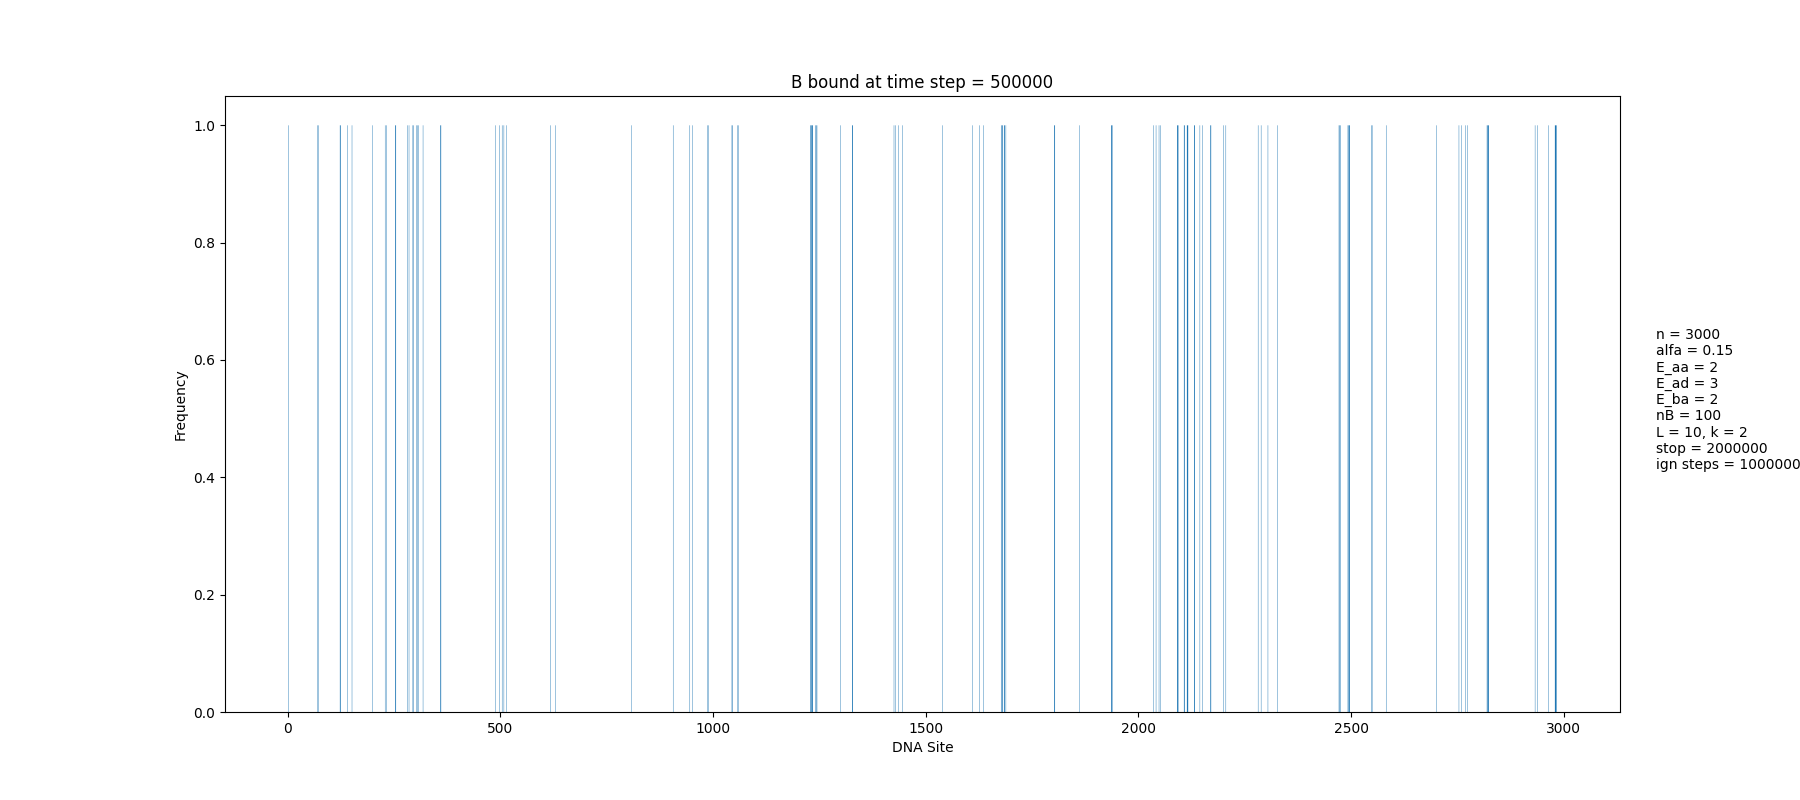 B bound at time step = 500000
1.0
0.8
0.6
0.4
0.2
0.0
Frequency
0 500 1000 1500 2000 2500 3000
DNA Site
n = 3000
alfa = 0.15
E_aa = 2
E_ad = 3
E_ba = 2
nB = 100
L = 10, k = 2
stop = 2000000
ign steps = 1000000